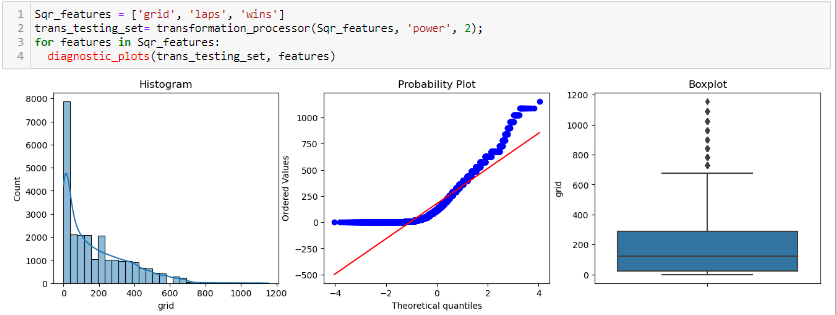 1 Sqr_features = ['grid', 'laps', 'wins']
2 trans_testing_set= transformation_processor(Sqr_features, 'power', 2);
3 for features in Sqr_features:
4 diagnostic_plots(trans_testing_set, features)
Histogram
8000
7000
6000
5000
4000
3000
2000
1000
0
Count
0 200 400 600 800 1000 1200
grid
Probability Plot
1000
750
500
250
0
−250
−500
Ordered Values
−4 −2 0 2 4
Theoretical quantiles
Boxplot
1200
1000
800
600
400
200
0
grid